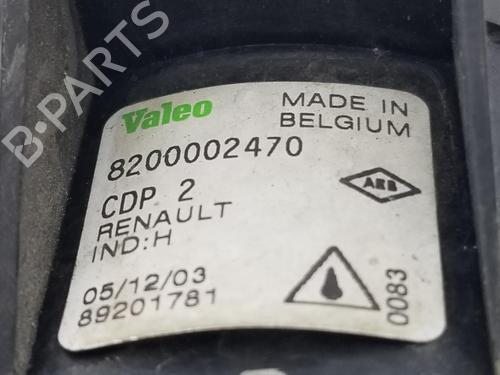 B-PARTS
Valeo
MADE IN
BELGIUM
8200002470
CDP 2
RENAULT
IND:H
05/12/03
89201781
0083